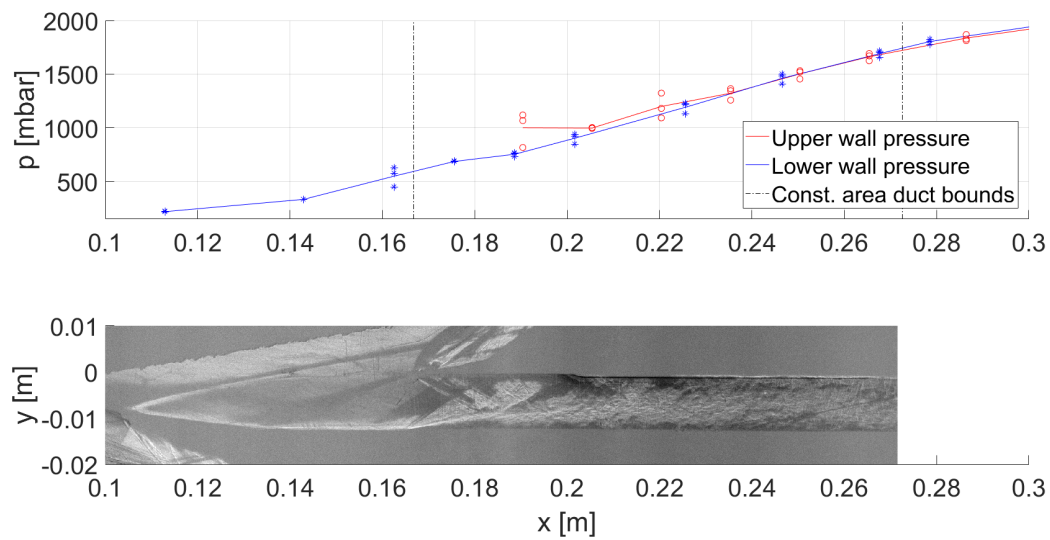 2000
1500
1000
500
p [mbar]
Upper wall pressure
Lower wall pressure
Const. area duct bounds
0.1 0.12 0.14 0.16 0.18 0.2 0.22 0.24 0.26 0.28 0.3
0.01
0
-0.01
-0.02
y [m]
0.1 0.12 0.14 0.16 0.18 0.2 0.22 0.24 0.26 0.28 0.3
x [m]